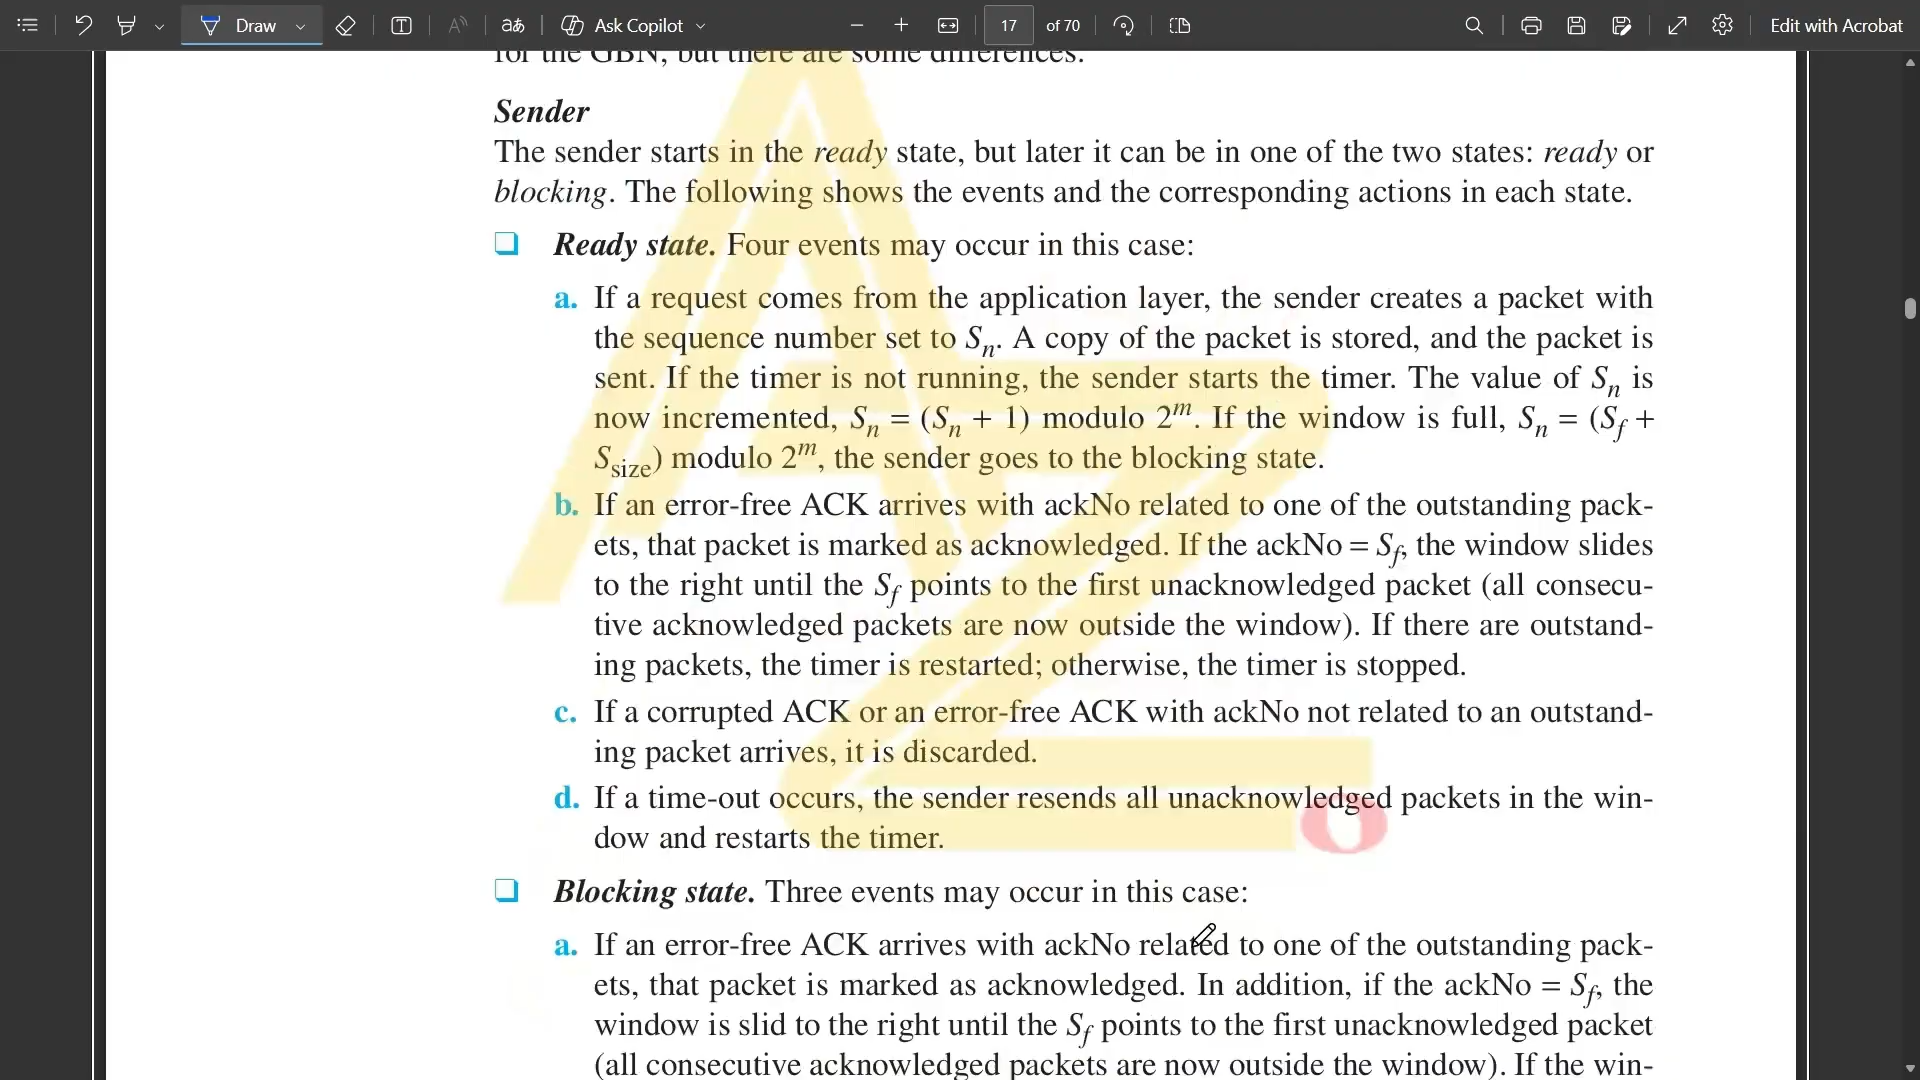 Draw
Ask Copilot
17 of 70
Edit with Acrobat
for the GBN, but there are some differences.
Sender
The sender starts in the ready state, but later it can be in one of the two states: ready or
blocking. The following shows the events and the corresponding actions in each state.
❑ Ready state. Four events may occur in this case:
a. If a request comes from the application layer, the sender creates a packet with
the sequence number set to Sn. A copy of the packet is stored, and the packet is
sent. If the timer is not running, the sender starts the timer. The value of Sn is
now incremented, Sn = (Sn + 1) modulo 2^m. If the window is full, Sn = (Sf +
Ssize) modulo 2^m, the sender goes to the blocking state.
b. If an error-free ACK arrives with ackNo related to one of the outstanding pack-
ets, that packet is marked as acknowledged. If the ackNo = Sf, the window slides
to the right until the Sf points to the first unacknowledged packet (all consecu-
tive acknowledged packets are now outside the window). If there are outstand-
ing packets, the timer is restarted; otherwise, the timer is stopped.
c. If a corrupted ACK or an error-free ACK with ackNo not related to an outstand-
ing packet arrives, it is discarded.
d. If a time-out occurs, the sender resends all unacknowledged packets in the win-
dow and restarts the timer.
❑ Blocking state. Three events may occur in this case:
a. If an error-free ACK arrives with ackNo related to one of the outstanding pack-
ets, that packet is marked as acknowledged. In addition, if the ackNo = Sf, the
window is slid to the right until the Sf points to the first unacknowledged packet
(all consecutive acknowledged packets are now outside the window). If the win-